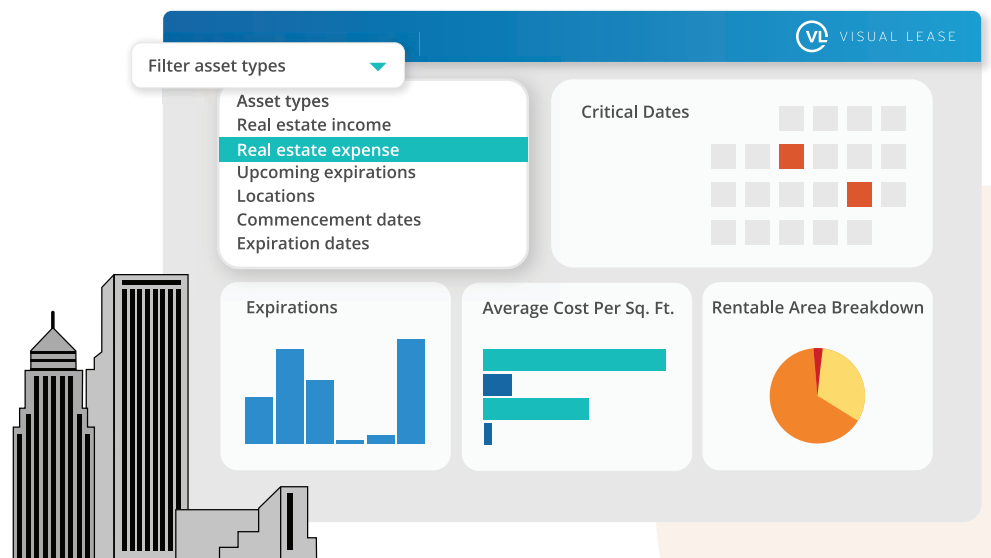 VL VISUAL LEASE
Filter asset types
Asset types
Real estate income
Real estate expense
Upcoming expirations
Locations
Commencement dates
Expiration dates
Critical Dates
Expirations
Average Cost Per Sq. Ft.
Rentable Area Breakdown